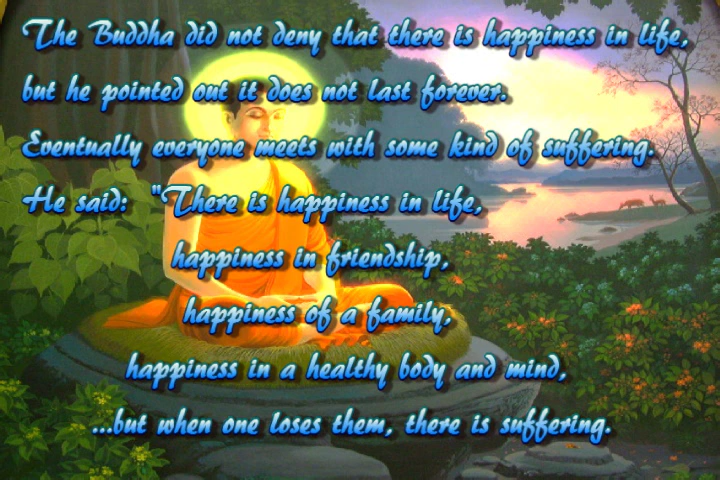 The Buddha did not deny that there is happiness in life,
but he pointed out it does not last forever.
Eventually everyone meets with some kind of suffering.
He said: "There is happiness in life,
happiness in friendship,
happiness of a family,
happiness in a healthy body and mind,
...but when one loses them, there is suffering.